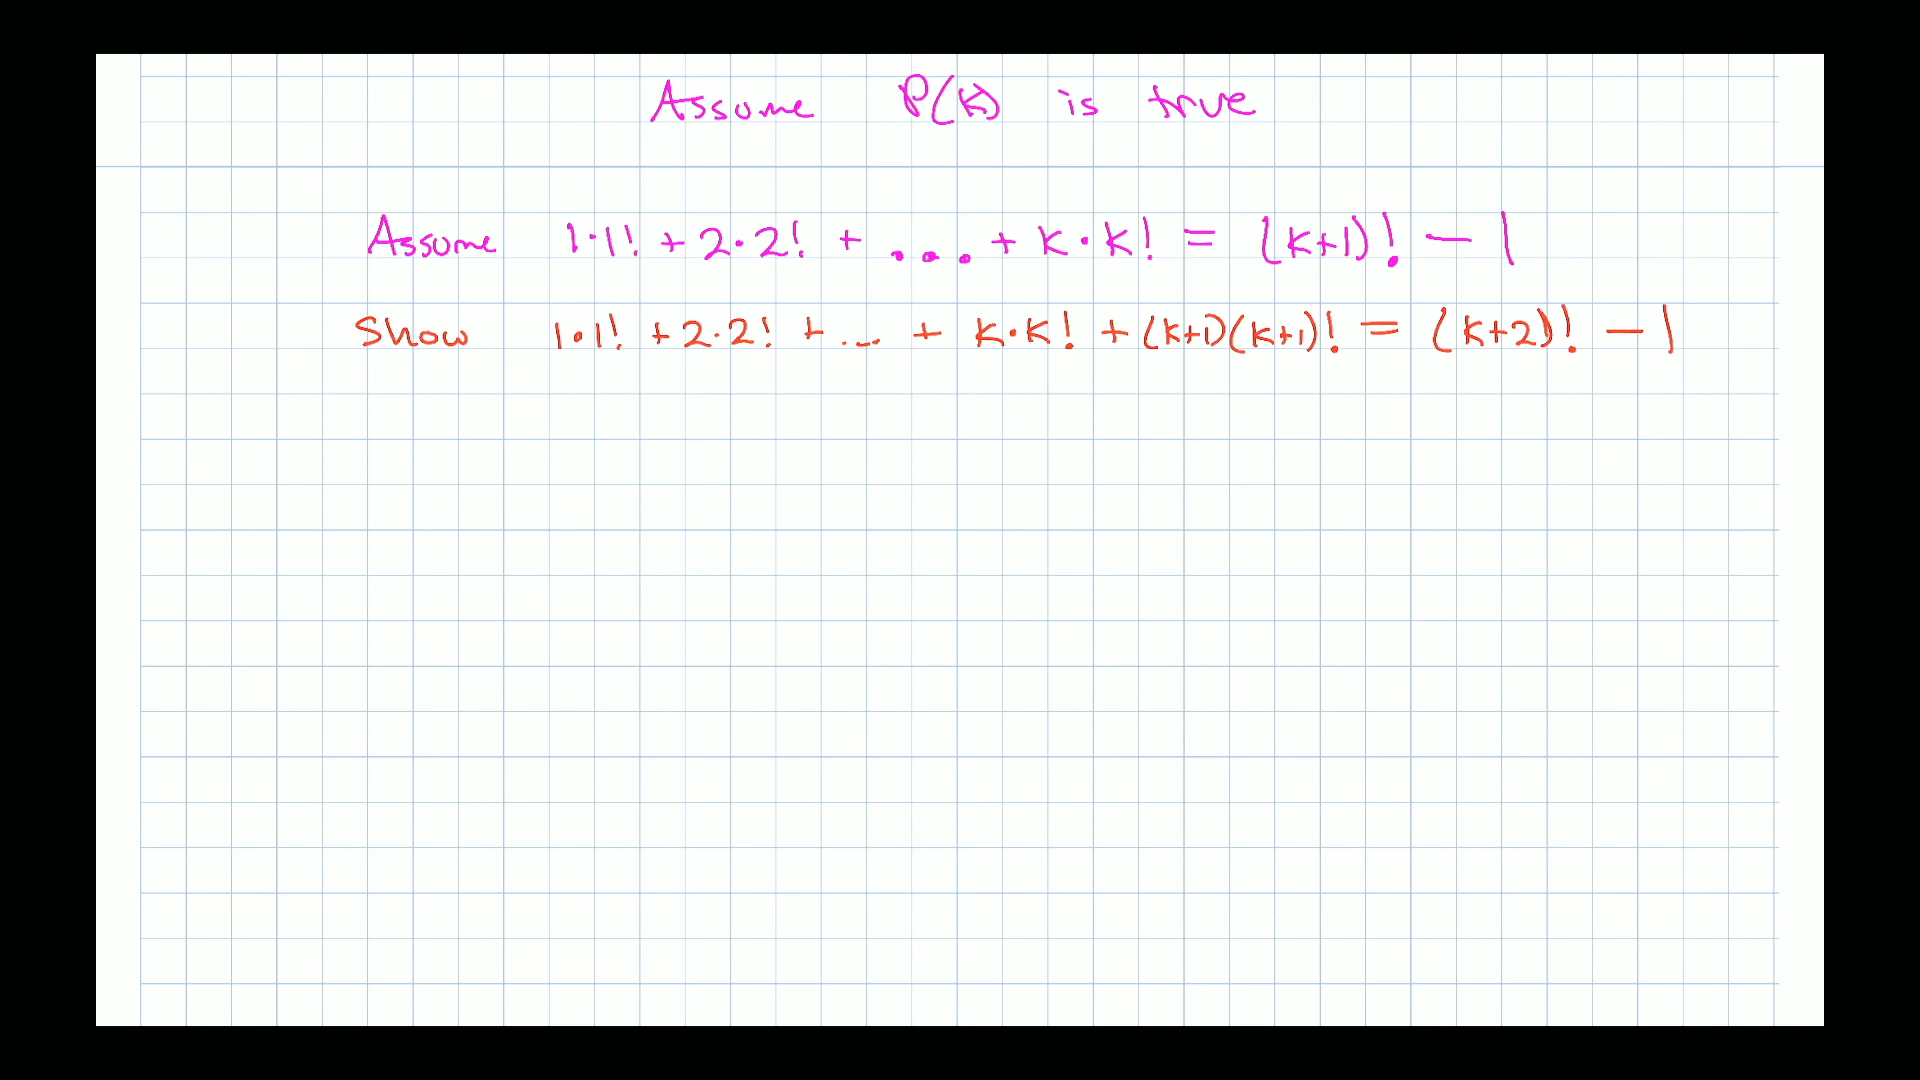 Assume P(k) is true
Assume 1·1! + 2·2! + ... + k·k! = (k+1)! − 1
Show 1·1! + 2·2! + ... + k·k! + (k+1)(k+1)! = (k+2)! − 1